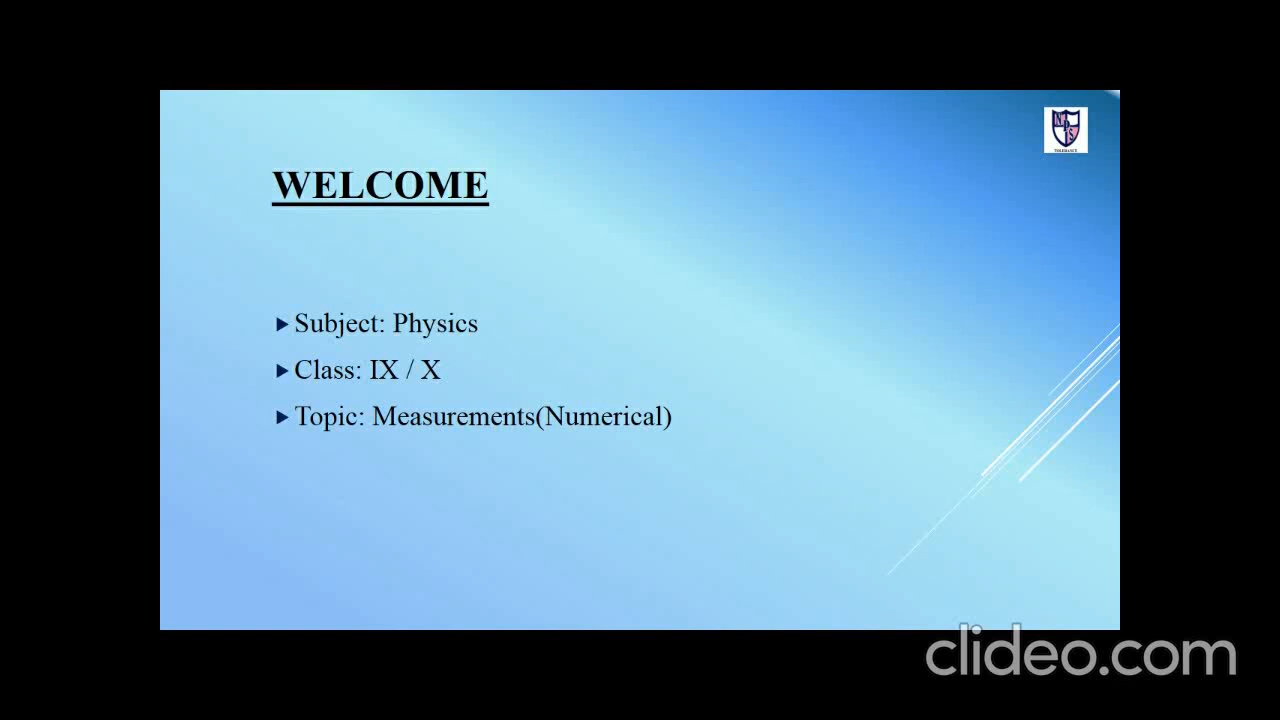 WELCOME
Subject: Physics
Class: IX / X
Topic: Measurements(Numerical)
clideo.com